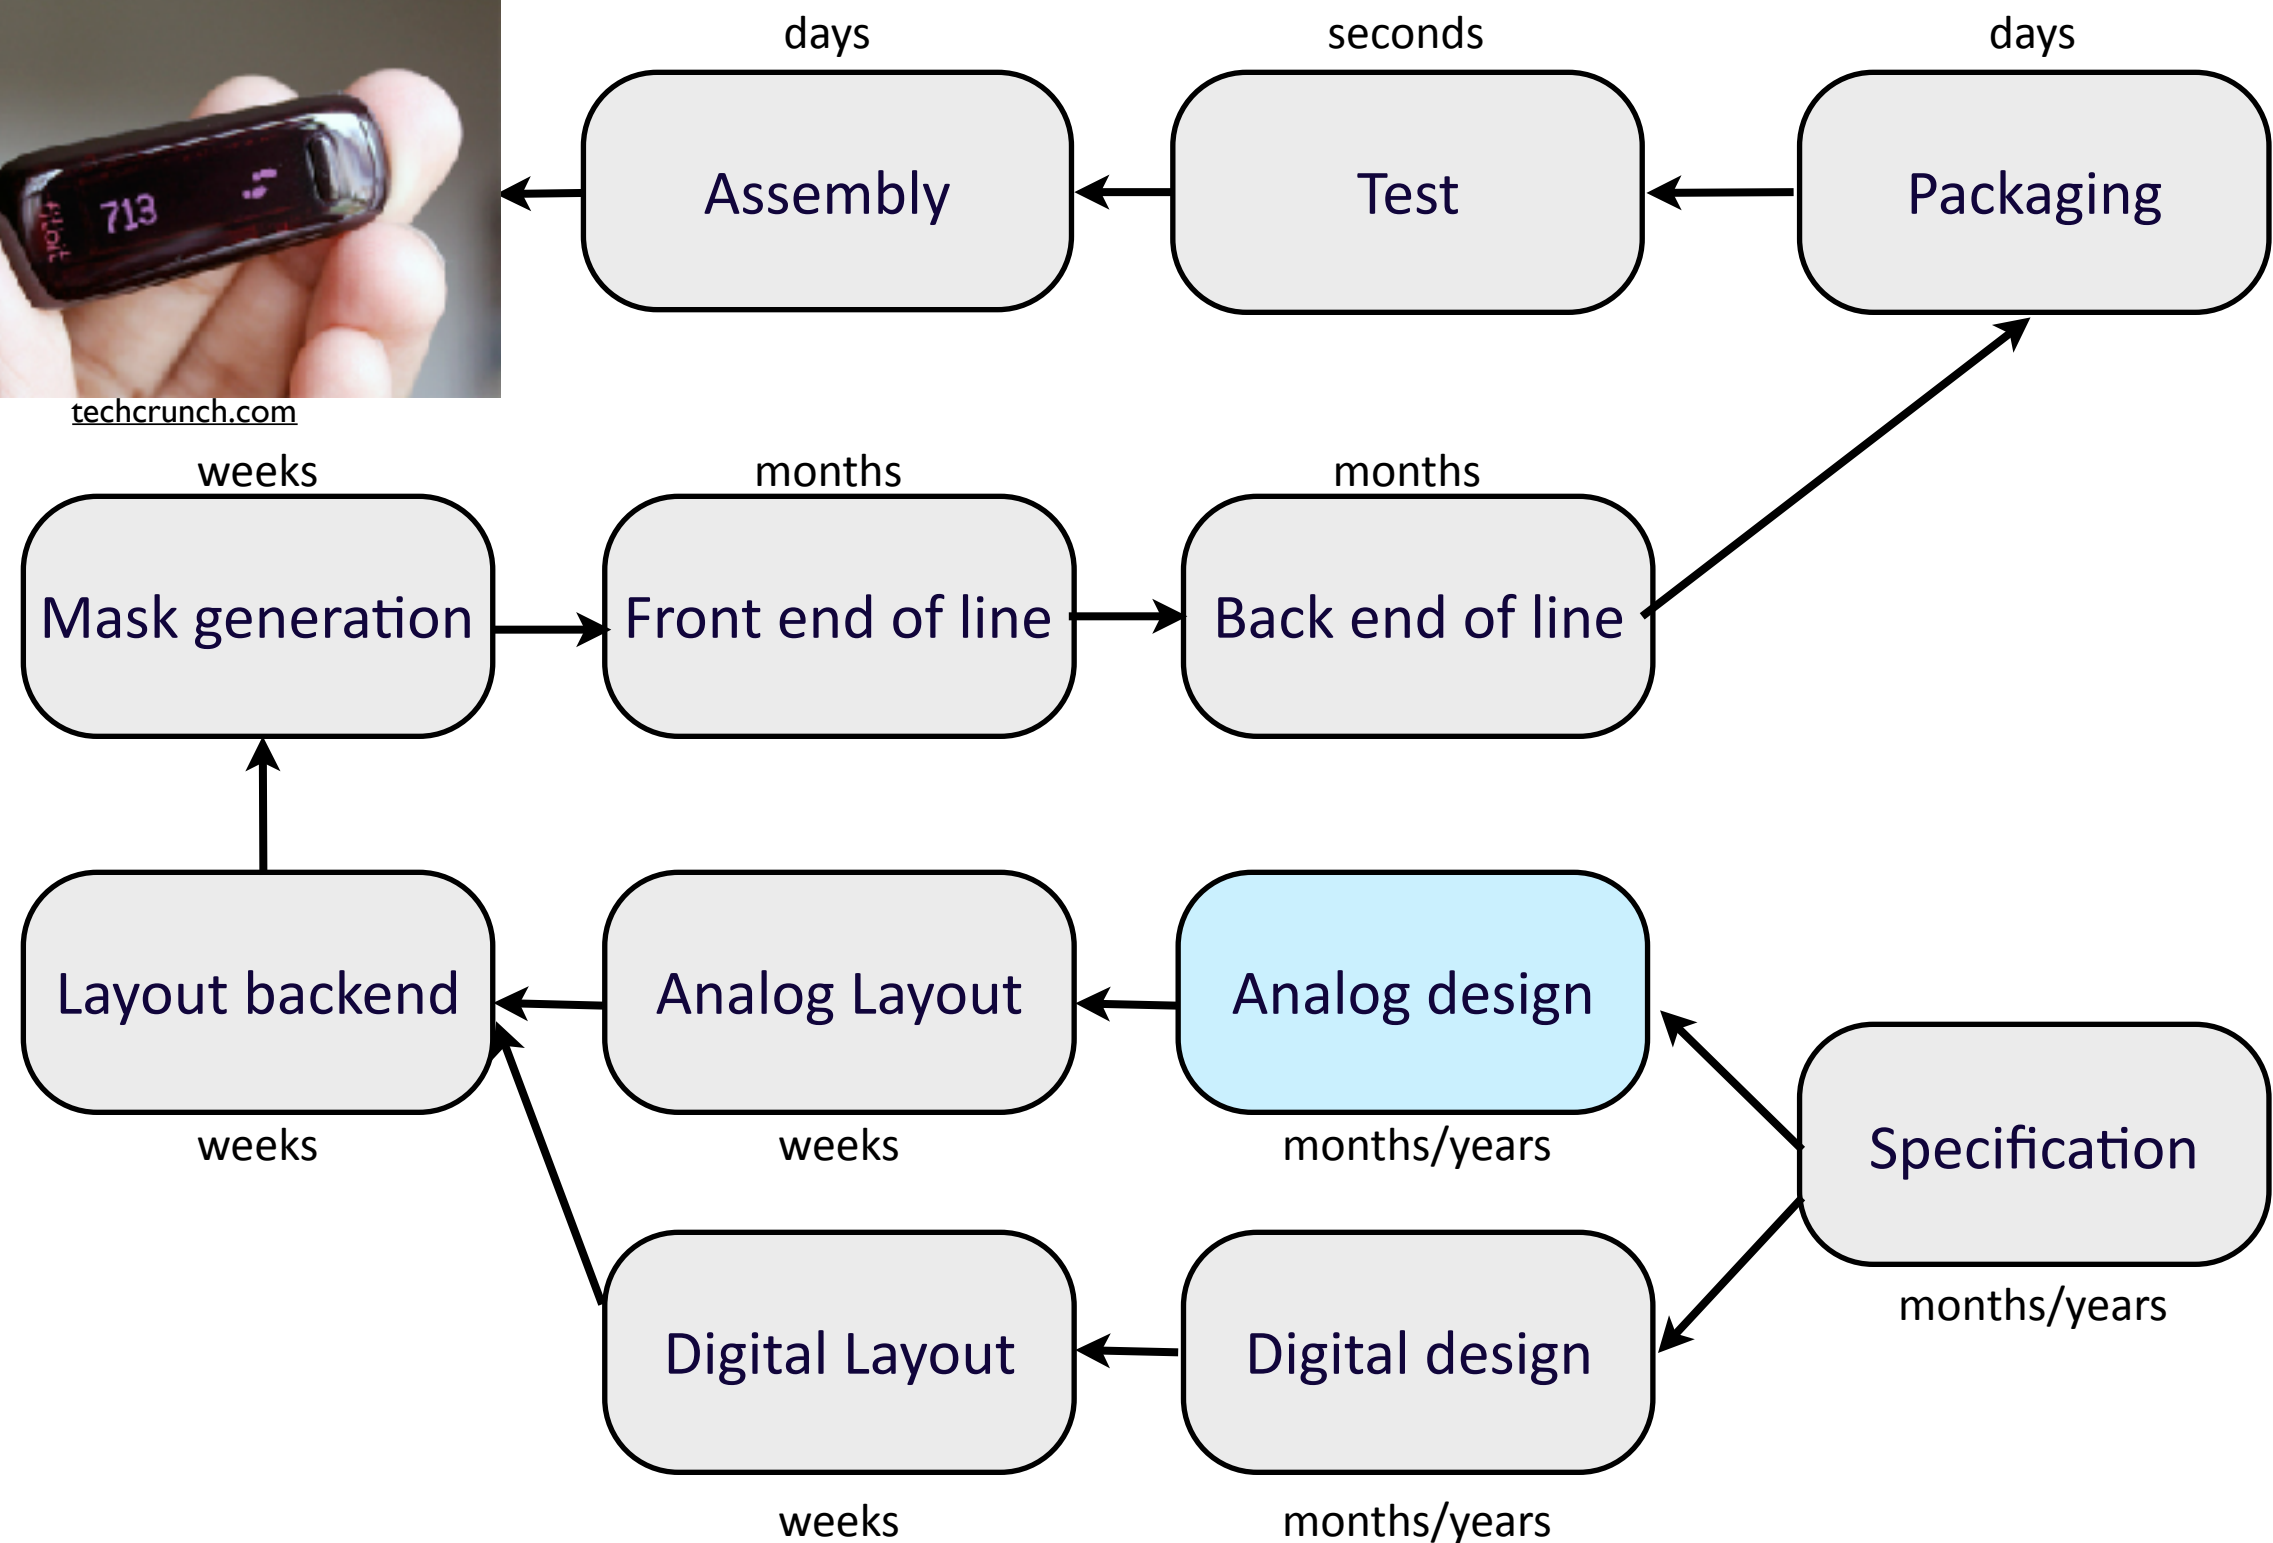 days
seconds
days
Assembly
Test
Packaging
713
fitbit
techcrunch.com
weeks
months
months
Mask generation
Front end of line
Back end of line
Layout backend
Analog Layout
Analog design
Specification
weeks
weeks
months/years
months/years
Digital Layout
Digital design
weeks
months/years